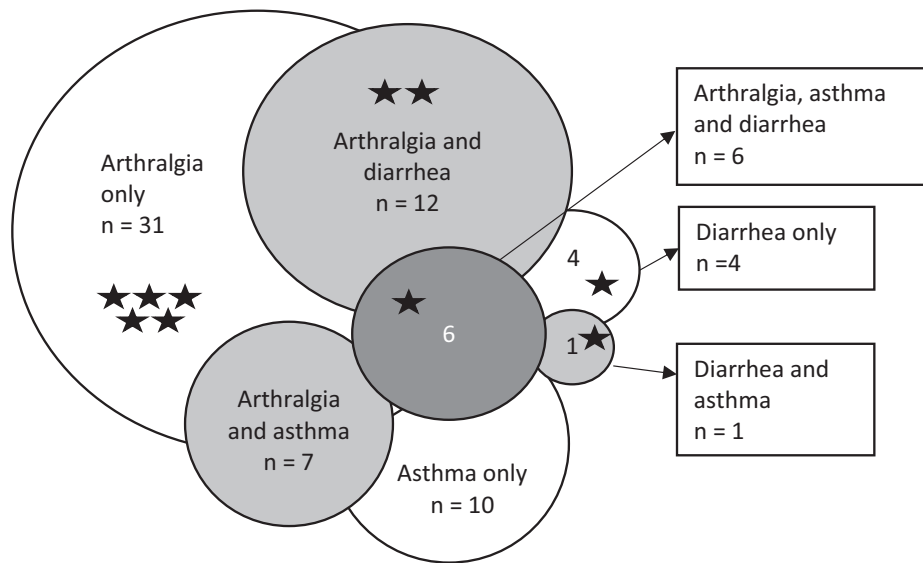 Arthralgia
only
n = 31
Arthralgia and
diarrhea
n = 12
Arthralgia, asthma
and diarrhea
n = 6
4
Diarrhea only
n =4
6
1
Diarrhea and
asthma
n = 1
Arthralgia
and asthma
n = 7
Asthma only
n = 10